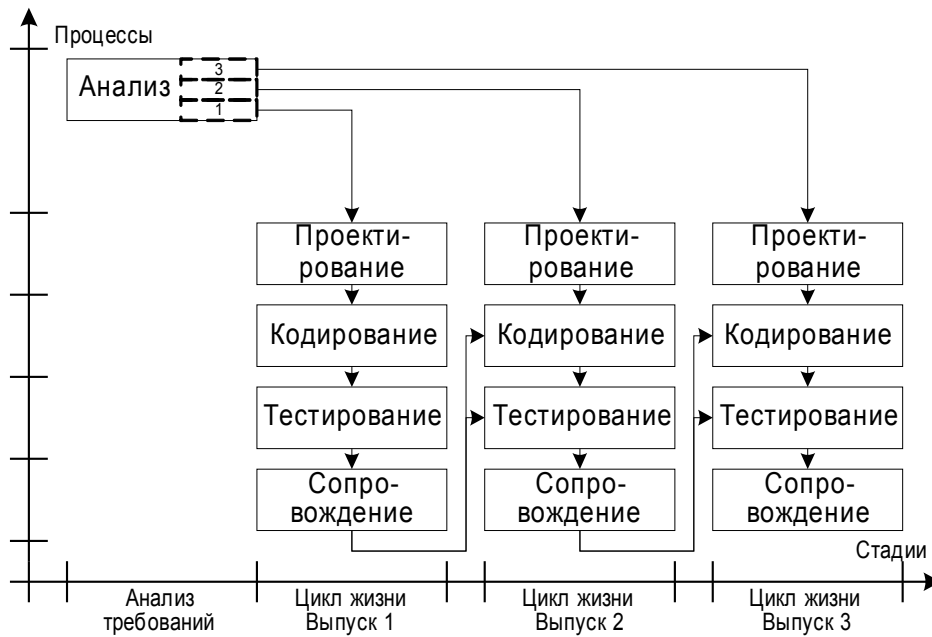 Процессы
3
Анализ
2
1
Проекти-
рование
Проекти-
рование
Проекти-
рование
Кодирование
Кодирование
Кодирование
Тестирование
Тестирование
Тестирование
Сопро-
вождение
Сопро-
вождение
Сопро-
вождение
Стадии
Анализ
требований
Цикл жизни
Выпуск 1
Цикл жизни
Выпуск 2
Цикл жизни
Выпуск 3